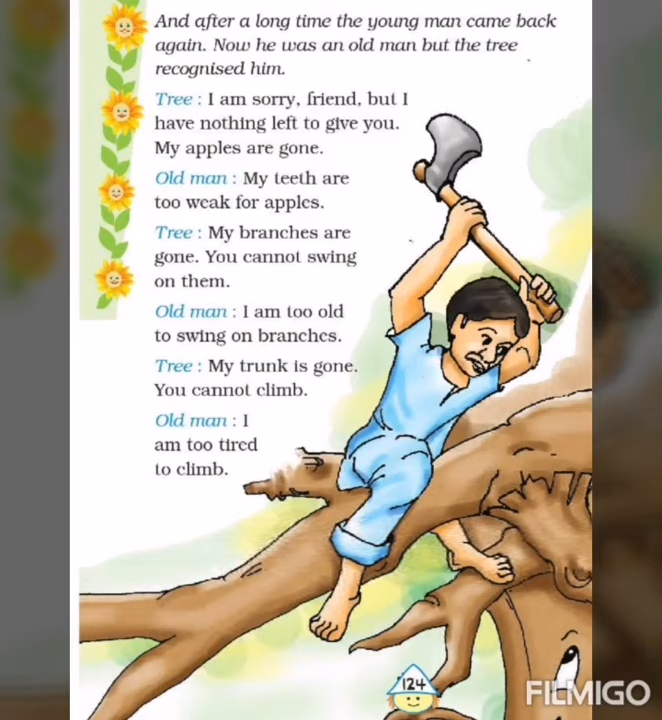 And after a long time the young man came back
again. Now he was an old man but the tree
recognised him.
Tree : I am sorry, friend, but I
have nothing left to give you.
My apples are gone.
Old man : My teeth are
too weak for apples.
Tree : My branches are
gone. You cannot swing
on them.
Old man : I am too old
to swing on branches.
Tree : My trunk is gone.
You cannot climb.
Old man : I
am too tired
to climb.
124
FILMIGO